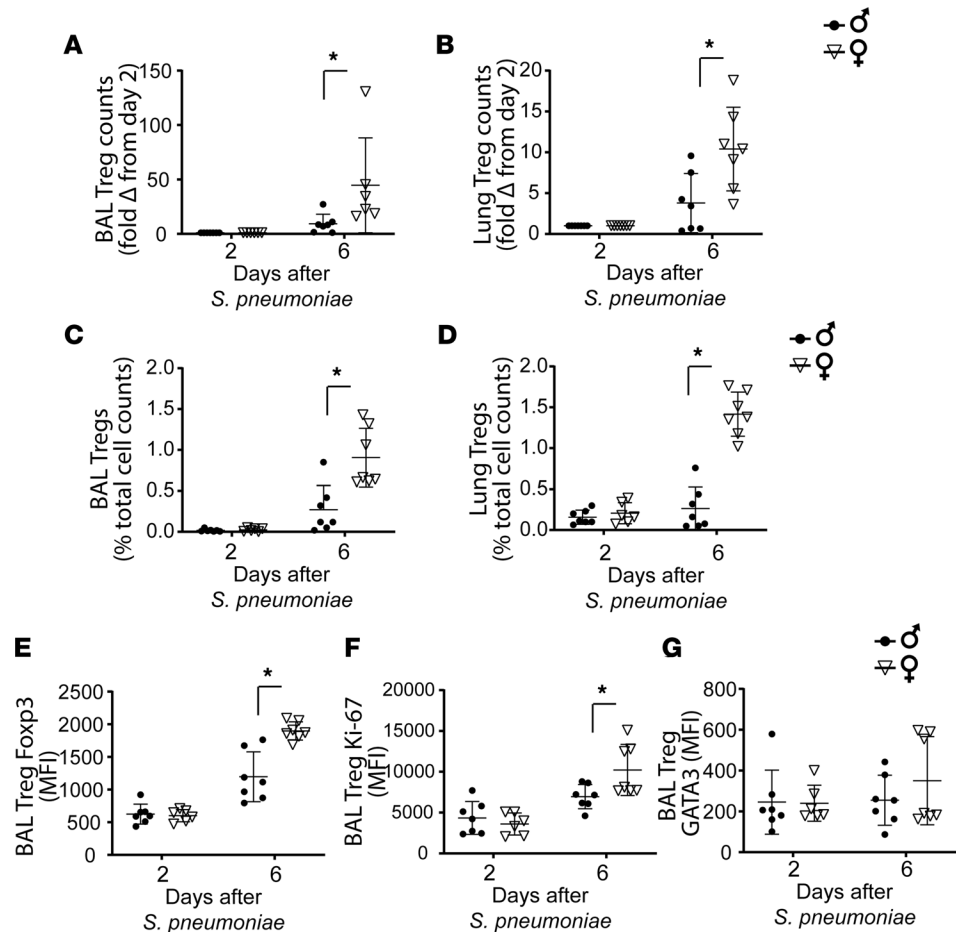 A
BAL Treg counts
(fold Δ from day 2)
150
100
50
0
*
2
6
Days after
S. pneumoniae
B
Lung Treg counts
(fold Δ from day 2)
20
15
10
5
0
*
2
6
Days after
S. pneumoniae
♂
♀
C
BAL Tregs
(% total cell counts)
2.0
1.5
1.0
0.5
0.0
*
2
6
Days after
S. pneumoniae
D
Lung Tregs
(% total cell counts)
2.0
1.5
1.0
0.5
0.0
*
2
6
Days after
S. pneumoniae
♂
♀
E
BAL Treg Foxp3
(MFI)
2500
2000
1500
1000
500
0
*
2
6
Days after
S. pneumoniae
F
BAL Treg Ki-67
(MFI)
20000
15000
10000
5000
0
*
2
6
Days after
S. pneumoniae
G
BAL Treg
GATA3 (MFI)
800
600
400
200
0
2
6
Days after
S. pneumoniae
♂
♀